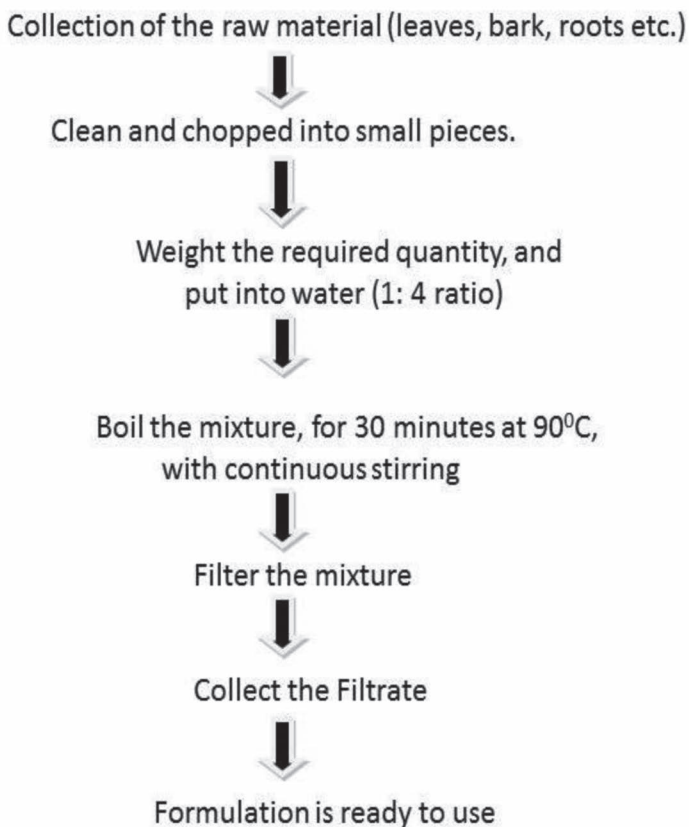 Collection of the raw material (leaves, bark, roots etc.)
Clean and chopped into small pieces.
Weight the required quantity, and
put into water (1: 4 ratio)
Boil the mixture, for 30 minutes at 90⁰C,
with continuous stirring
Filter the mixture
Collect the Filtrate
Formulation is ready to use